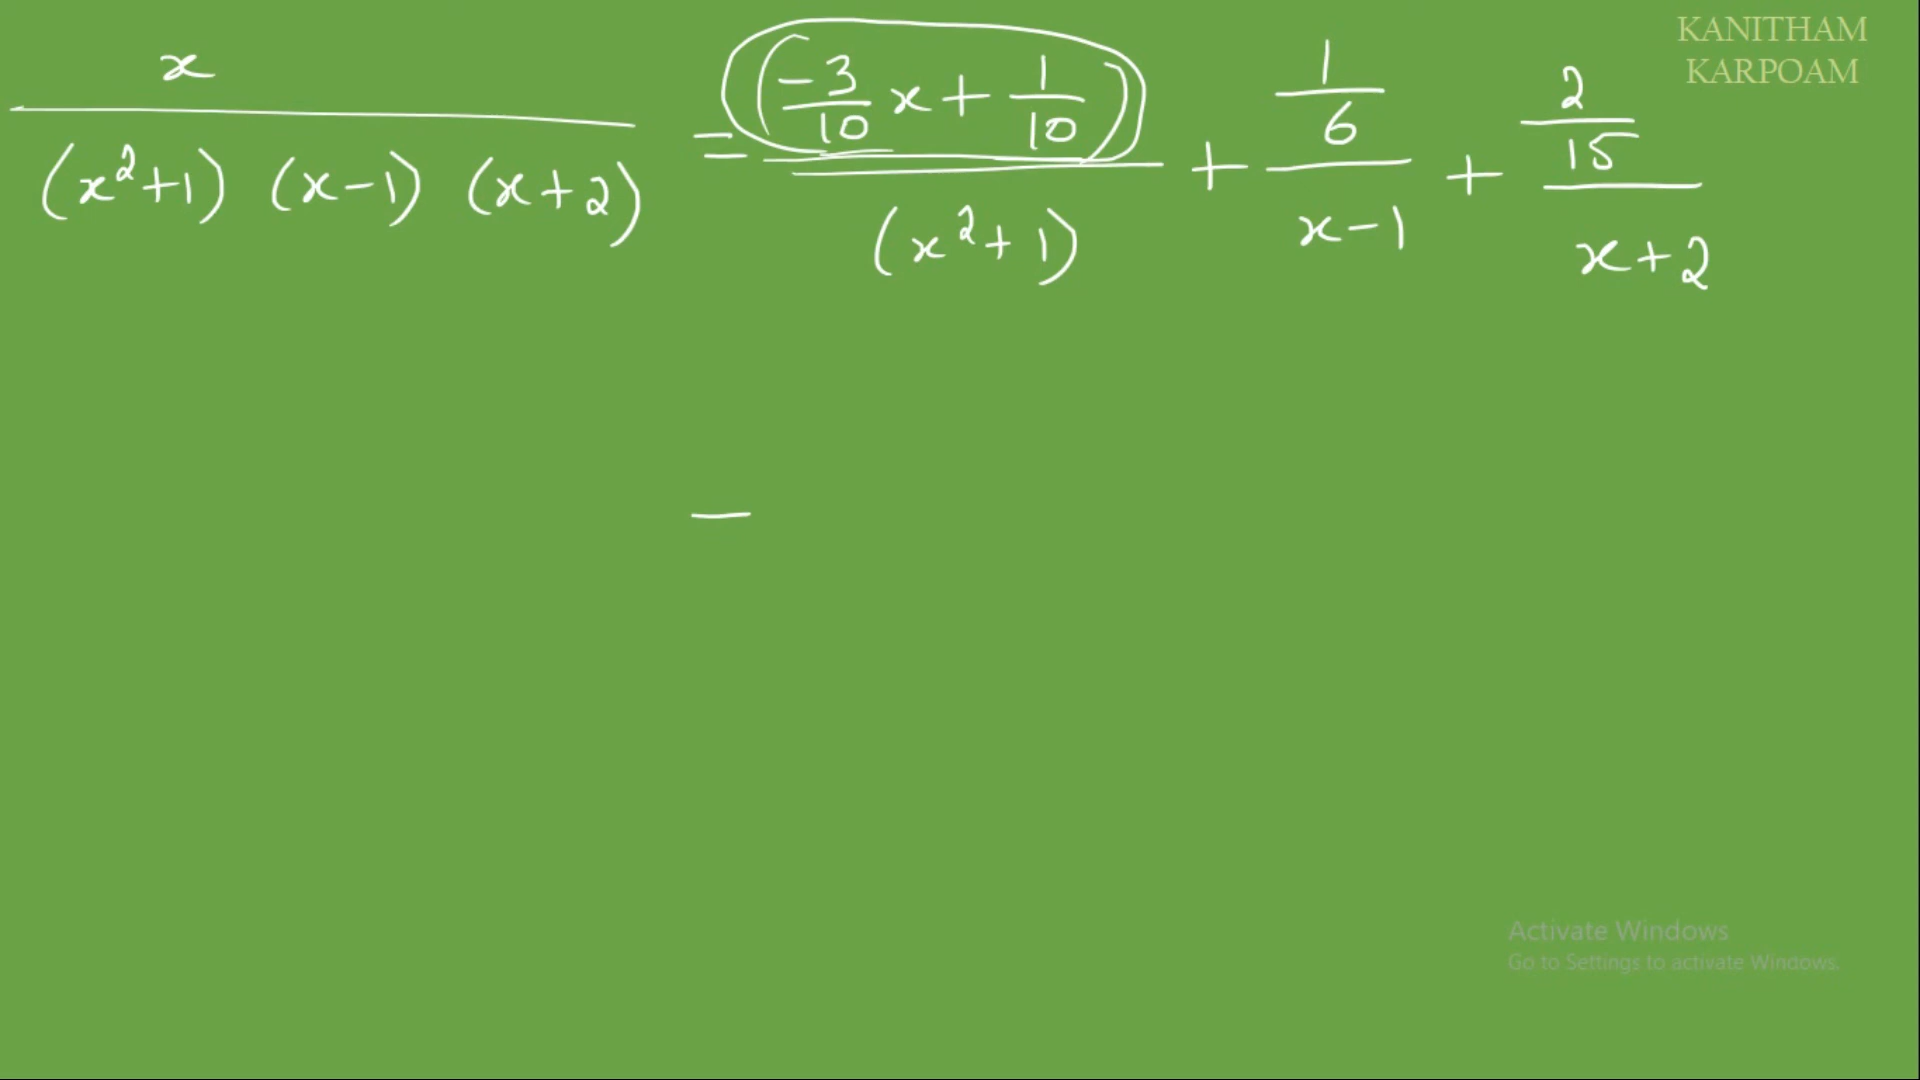 KANITHAM
KARPOAM
x / (x²+1) (x-1) (x+2) = (-3/10 x + 1/10) / (x²+1) + 1/6 / x-1 + 2/15 / x+2
Activate Windows
Go to Settings to activate Windows.